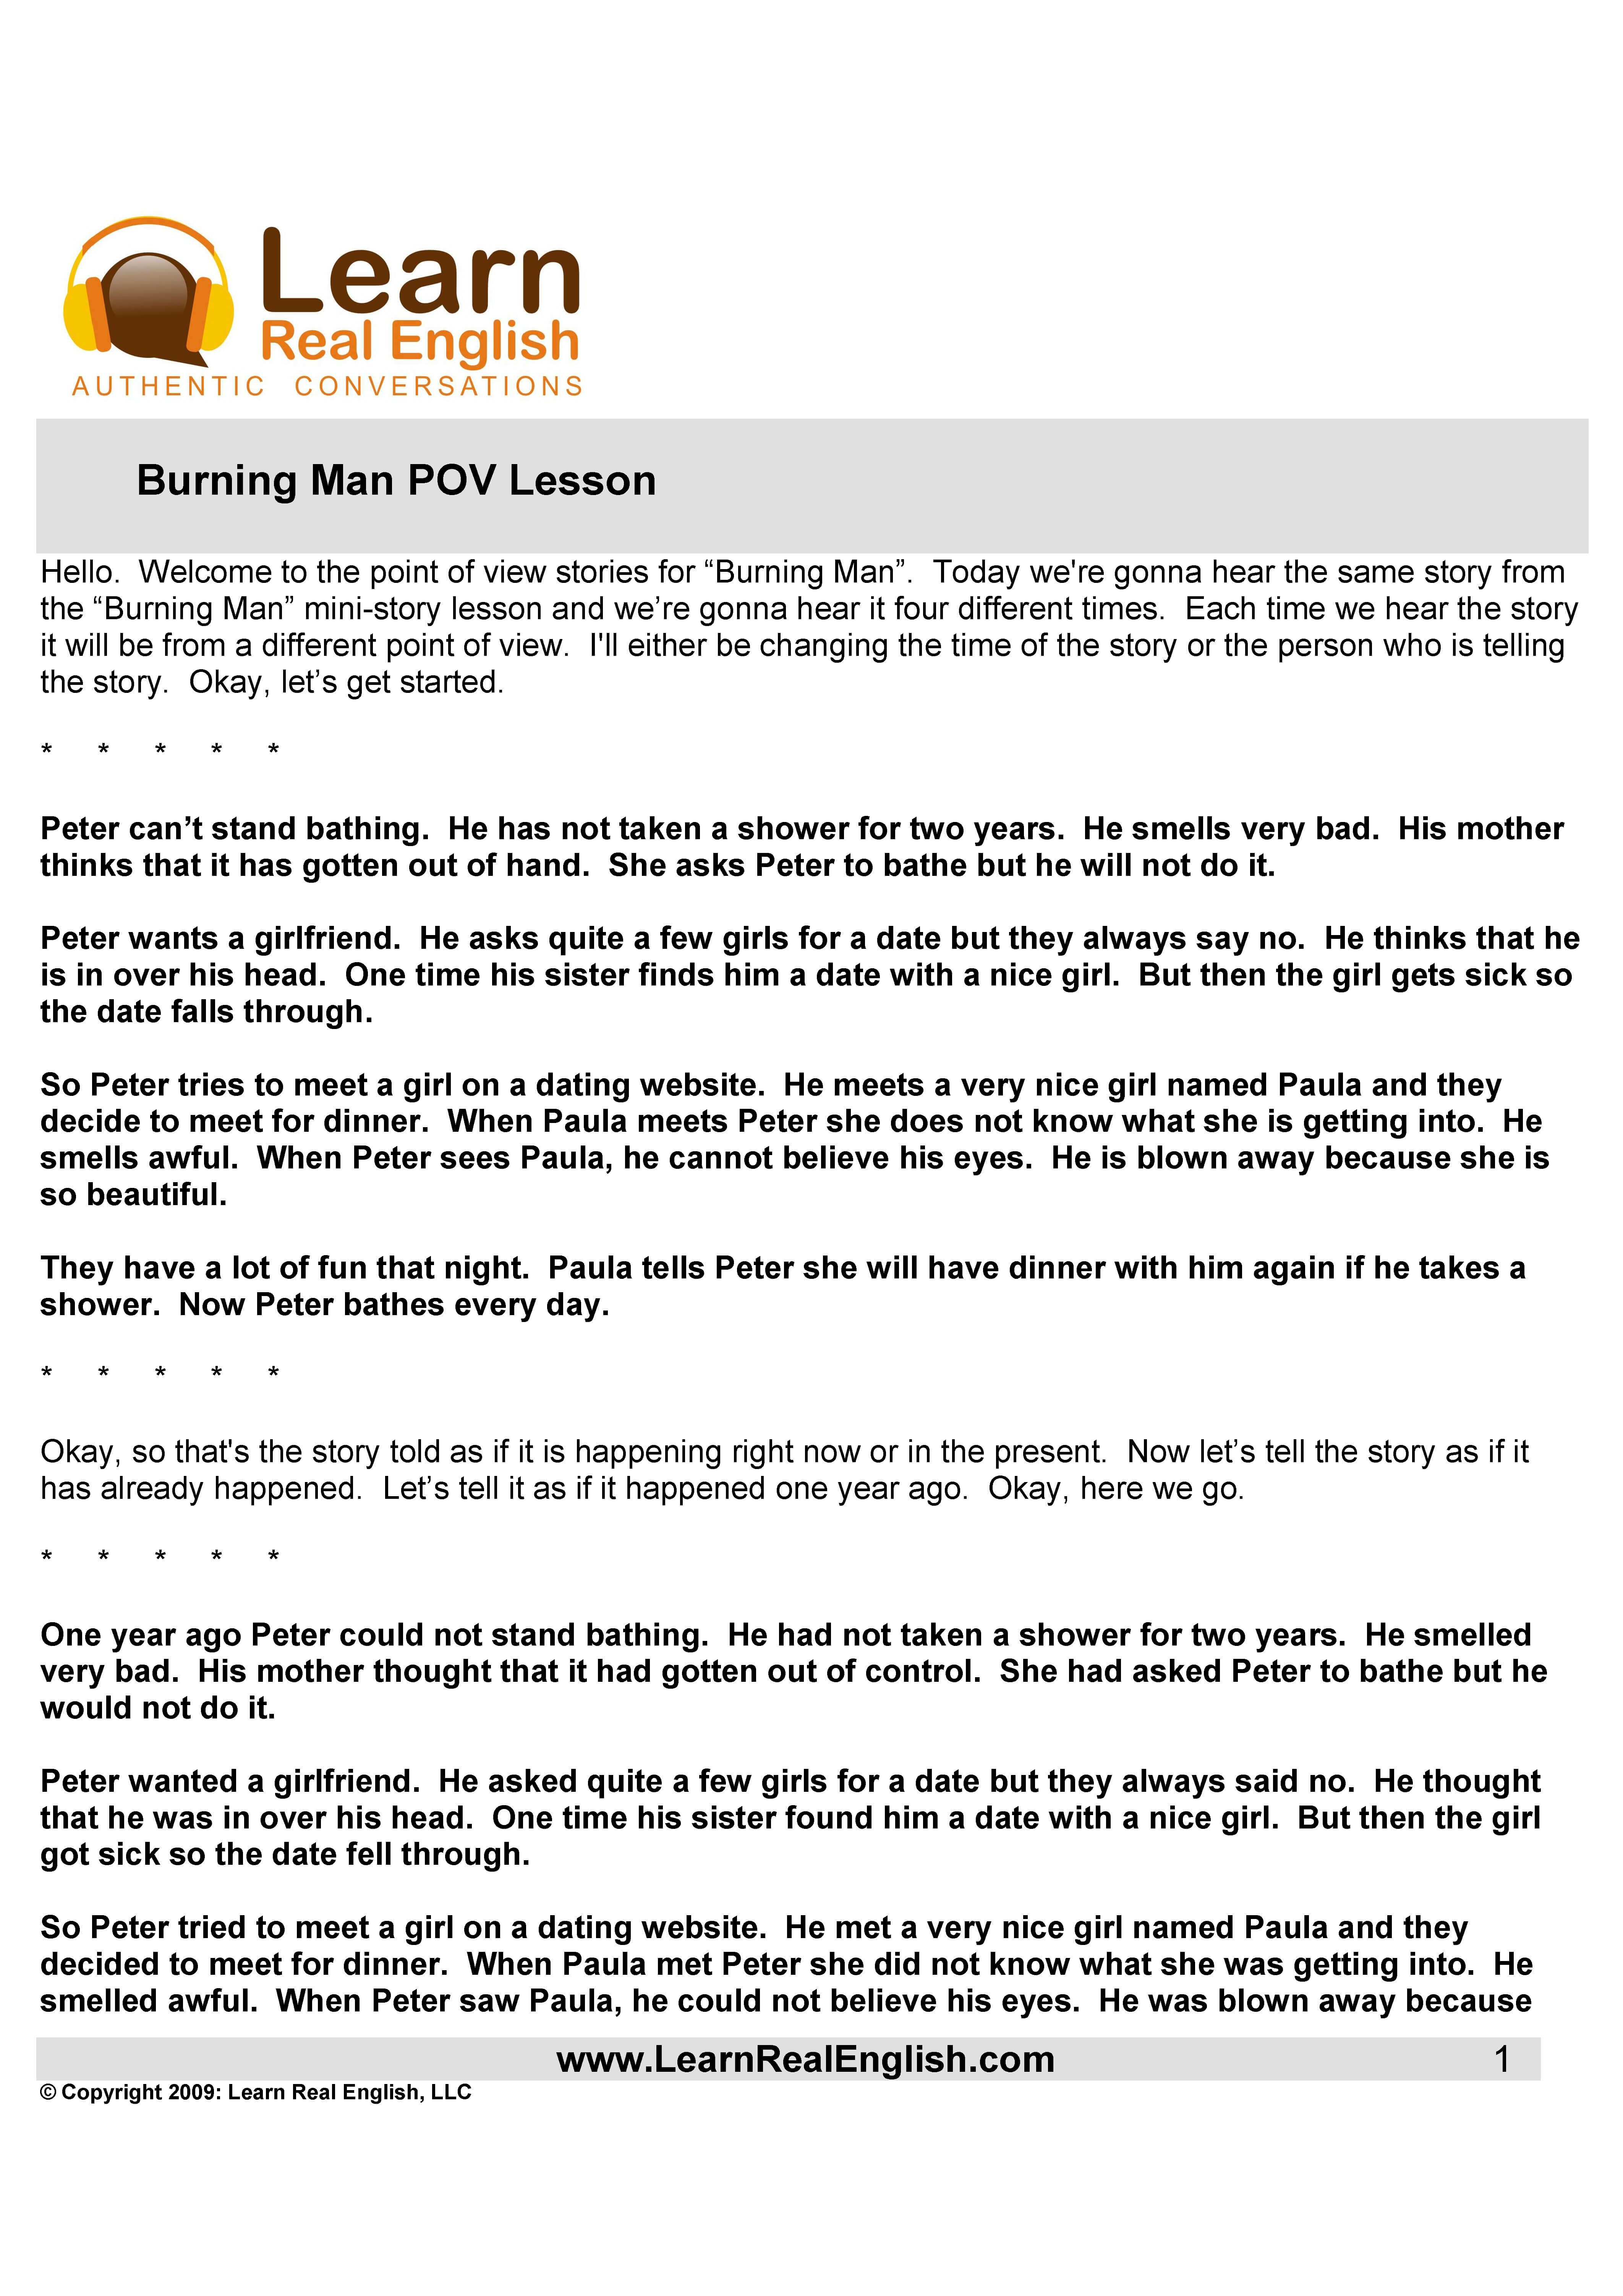 Learn
Real English
AUTHENTIC CONVERSATIONS
Burning Man POV Lesson
Hello.  Welcome to the point of view stories for “Burning Man”.  Today we're gonna hear the same story from
the “Burning Man” mini-story lesson and we’re gonna hear it four different times.  Each time we hear the story
it will be from a different point of view.  I'll either be changing the time of the story or the person who is telling
the story.  Okay, let’s get started.
* * * * *
Peter can’t stand bathing.  He has not taken a shower for two years.  He smells very bad.  His mother
thinks that it has gotten out of hand.  She asks Peter to bathe but he will not do it.
Peter wants a girlfriend.  He asks quite a few girls for a date but they always say no.  He thinks that he
is in over his head.  One time his sister finds him a date with a nice girl.  But then the girl gets sick so
the date falls through.
So Peter tries to meet a girl on a dating website.  He meets a very nice girl named Paula and they
decide to meet for dinner.  When Paula meets Peter she does not know what she is getting into.  He
smells awful.  When Peter sees Paula, he cannot believe his eyes.  He is blown away because she is
so beautiful.
They have a lot of fun that night.  Paula tells Peter she will have dinner with him again if he takes a
shower.  Now Peter bathes every day.
* * * * *
Okay, so that's the story told as if it is happening right now or in the present.  Now let’s tell the story as if it
has already happened.  Let’s tell it as if it happened one year ago.  Okay, here we go.
* * * * *
One year ago Peter could not stand bathing.  He had not taken a shower for two years.  He smelled
very bad.  His mother thought that it had gotten out of control.  She had asked Peter to bathe but he
would not do it.
Peter wanted a girlfriend.  He asked quite a few girls for a date but they always said no.  He thought
that he was in over his head.  One time his sister found him a date with a nice girl.  But then the girl
got sick so the date fell through.
So Peter tried to meet a girl on a dating website.  He met a very nice girl named Paula and they
decided to meet for dinner.  When Paula met Peter she did not know what she was getting into.  He
smelled awful.  When Peter saw Paula, he could not believe his eyes.  He was blown away because
www.LearnRealEnglish.com 1
© Copyright 2009: Learn Real English, LLC